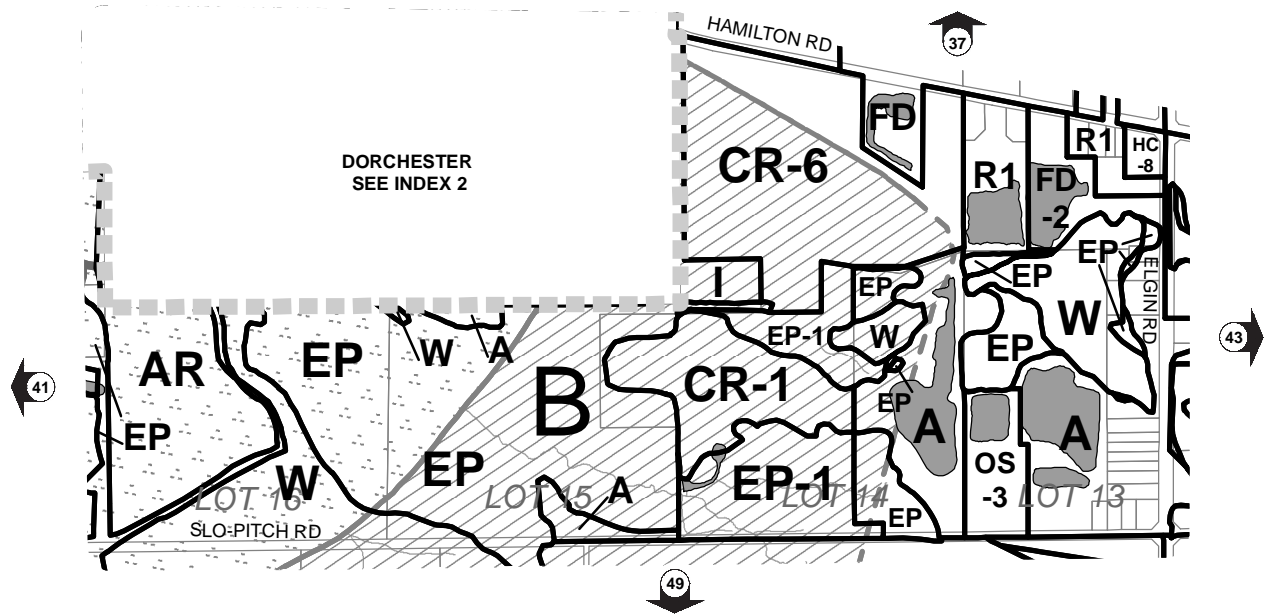 HAMILTON RD
37
FD
DORCHESTER
SEE INDEX 2
CR-6
R1
HC
-8
R1
FD
-2
EP
EP
I
EP
ELGIN RD
W
EP-1
W
EP
43
AR
EP
W
A
B
CR-1
EP
41
EP
A
A
EP
W
EP
OS
-3
A
EP-1
EP
LOT 16
LOT 15
LOT 14
LOT 13
SLO-PITCH RD
49